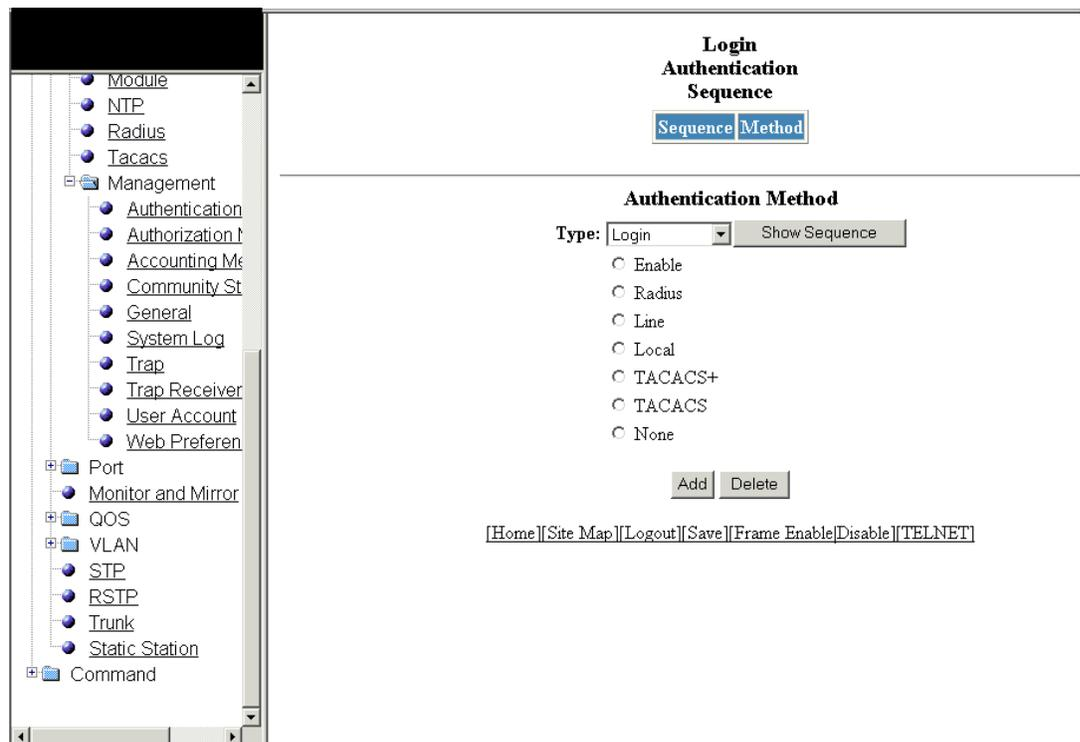 Module
NTP
Radius
Tacacs
Management
Authentication
Authorization
Accounting Me
Community St
General
System Log
Trap
Trap Receiver
User Account
Web Preferen
Port
Monitor and Mirror
QOS
VLAN
STP
RSTP
Trunk
Static Station
Command
Login
Authentication
Sequence
Sequence Method
Authentication Method
Type: Login Show Sequence
Enable
Radius
Line
Local
TACACS+
TACACS
None
Add Delete
[Home][Site Map][Logout][Save][Frame Enable|Disable][TELNET]